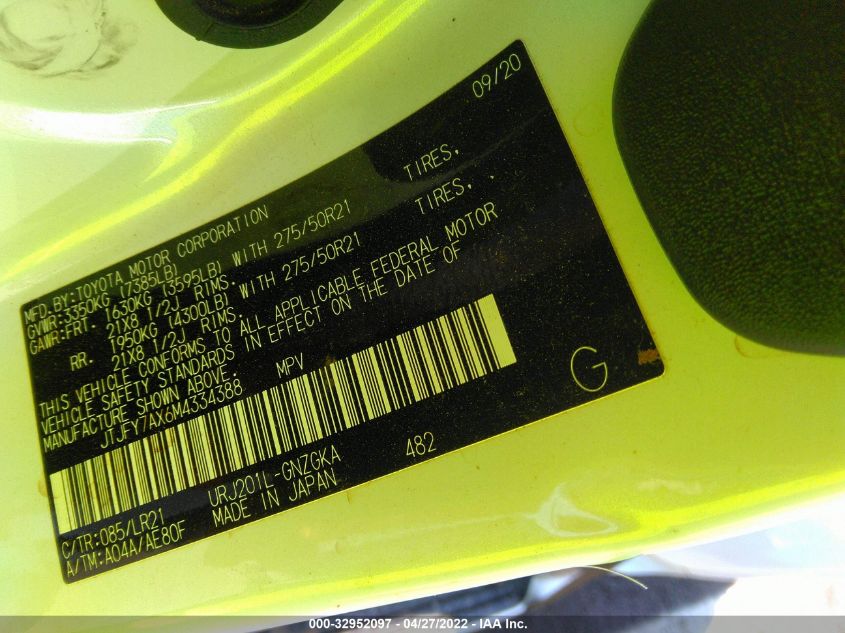 09/20
MFD.BY:TOYOTA MOTOR CORPORATION
GVWR:3350KG (7385LB)
GAWR:FRT. 1630KG (3595LB) WITH 275/50R21 TIRES,
21X8 1/2J RIMS,
RR. 1950KG (4300LB) WITH 275/50R21 TIRES,
21X8 1/2J RIMS,
THIS VEHICLE CONFORMS TO ALL APPLICABLE FEDERAL MOTOR
VEHICLE SAFETY STANDARDS IN EFFECT ON THE DATE OF
MANUFACTURE SHOWN ABOVE.
JTJFY7AX6M4334388 MPV
G
C/TR:085/LR21 URJ201L-GNZGKA 482
A/TM:A04A/AE80F MADE IN JAPAN
000-32952097 - 04/27/2022 - IAA Inc.